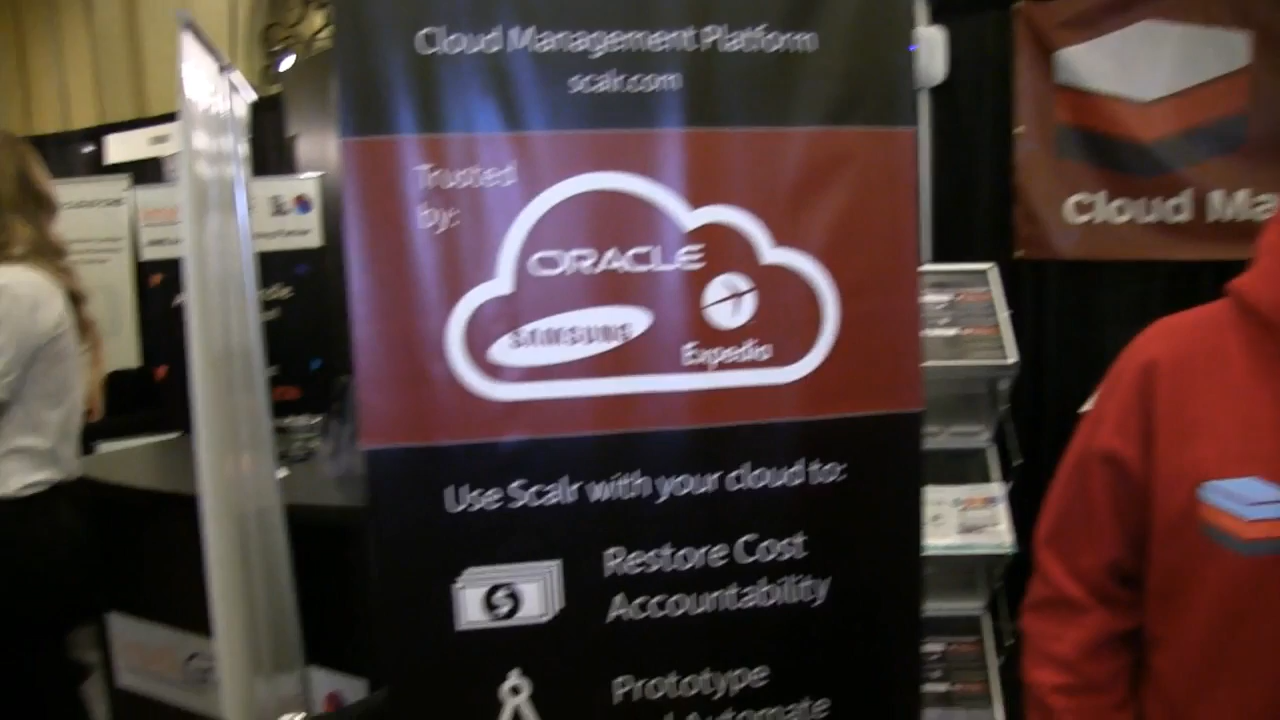 Cloud Management Platform
scalr.com
Trusted
by:
ORACLE
SAMSUNG
Expedia
Use Scalr with your cloud to:
Restore Cost
Accountability
Prototype
Automate
Cloud Ma